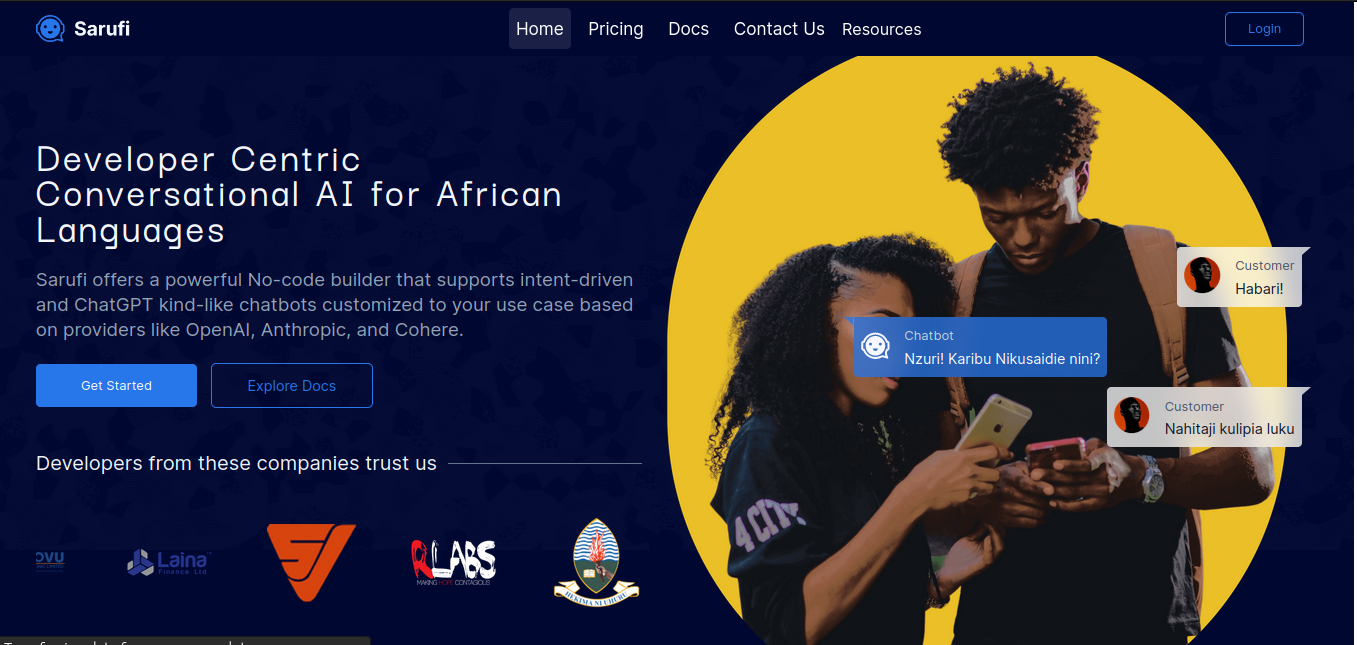 Sarufi
Home
Pricing
Docs
Contact Us
Resources
Login
Developer Centric
Conversational AI for African
Languages
Sarufi offers a powerful No-code builder that supports intent-driven
and ChatGPT kind-like chatbots customized to your use case based
on providers like OpenAI, Anthropic, and Cohere.
Get Started
Explore Docs
Customer
Habari!
Chatbot
Nzuri! Karibu Nikusaidie nini?
Customer
Nahitaji kulipia luku
4 CITY
Developers from these companies trust us
OVU
Laina
Finance Ltd
RLABS
MAKING HOPE CONTAGIOUS
HEKIMA NI UHURU